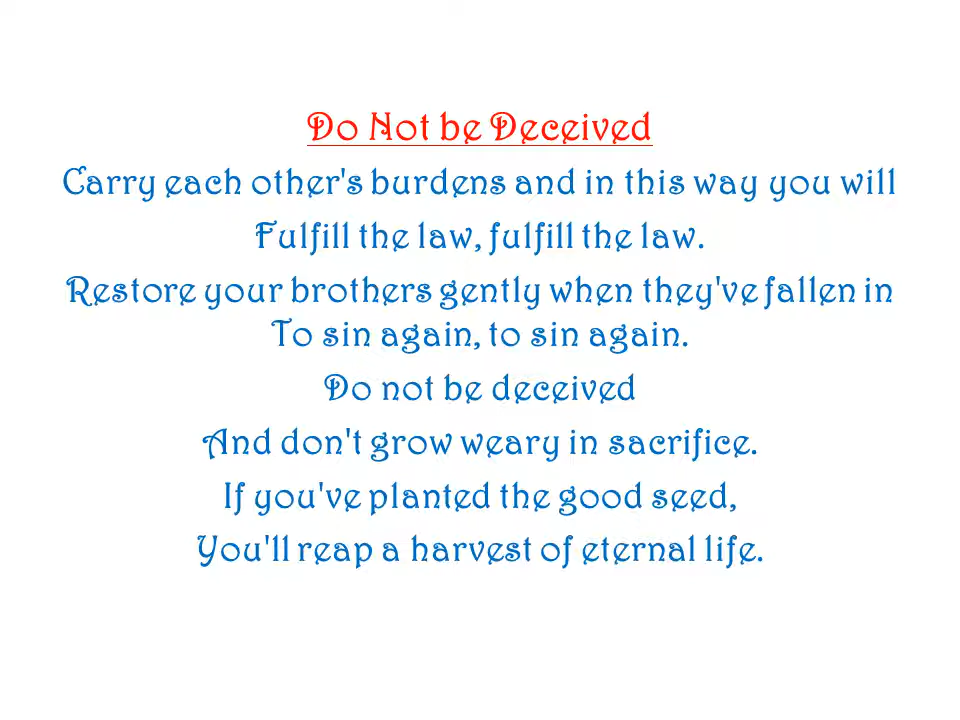 Do Not be Deceived
Carry each other's burdens and in this way you will
Fulfill the law, fulfill the law.
Restore your brothers gently when they've fallen in
To sin again, to sin again.
Do not be deceived
And don't grow weary in sacrifice.
If you've planted the good seed,
You'll reap a harvest of eternal life.